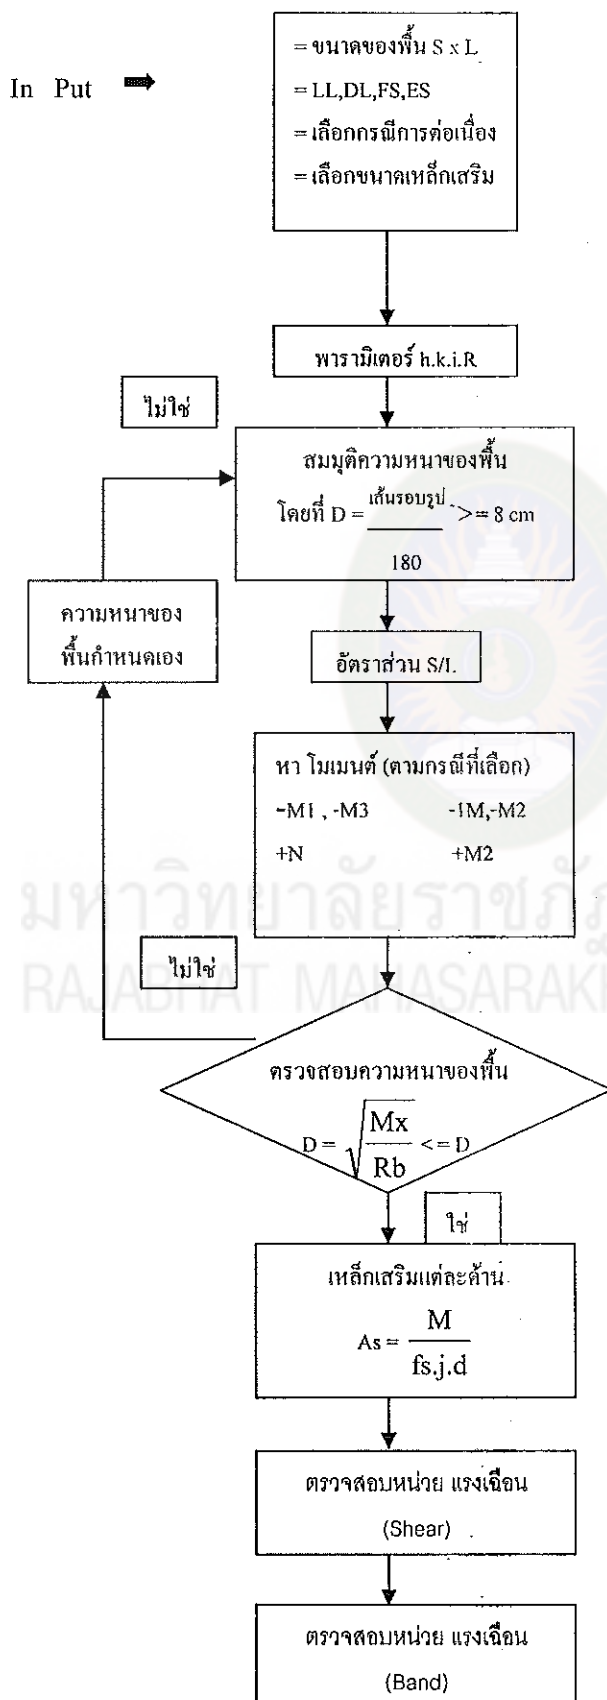 In Put
= ขนาดของพื้น S x L
= LL,DL,FS,ES
= เลือกกรณีการต่อเนื่อง
= เลือกขนาดเหล็กเสริม
พารามิเตอร์ h.k.i.R
ไม่ใช่
สมมุติความหนาของพื้น
โดยที่ D = เส้นรอบรูป >= 8 cm
180
ความหนาของ
พื้นกำหนดเอง
อัตราส่วน S/L
หา โมเมนต์ (ตามกรณีที่เลือก)
-M1 , -M3 -1M,-M2
+N +M2
มหาวิทยาลัยราชภัฏ
RAJABHAT MAHASARAK
ไม่ใช่
ตรวจสอบความหนาของพื้น
D = √ Mx <= D
Rb
ใช่
เหล็กเสริมแต่ละด้าน
As = M
fs.j.d
ตรวจสอบหน่วย แรงเฉือน
(Shear)
ตรวจสอบหน่วย แรงเฉือน
(Band)